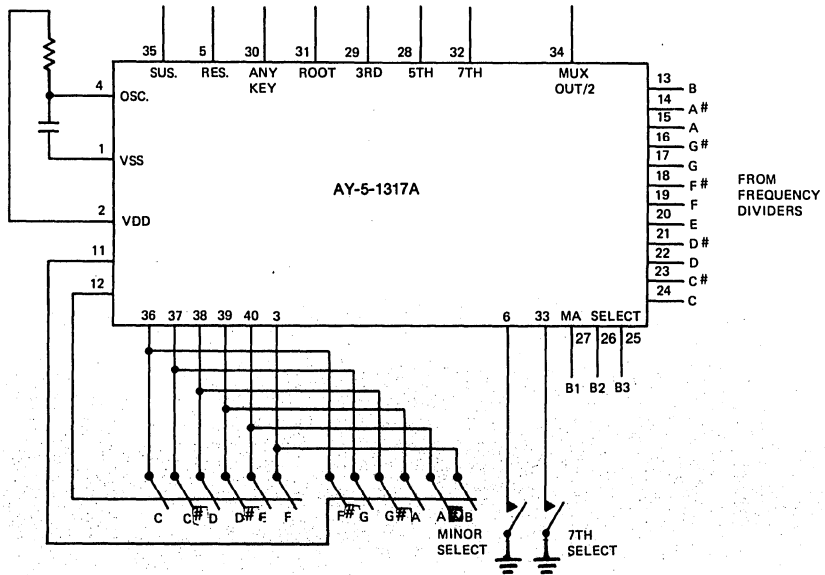 35 5 30 31 29 28 32 34
SUS. RES. ANY KEY ROOT 3RD 5TH 7TH MUX OUT/2
4 OSC.
1 VSS
2 VDD
11
12
AY-5-1317A
13 B
14 A#
15 A
16 G#
17 G
18 F#
19 F
20 E
21 D#
22 D
23 C#
24 C
FROM
FREQUENCY
DIVIDERS
36 37 38 39 40 3 6 33 MA SELECT
27 26 25
B1 B2 B3
C C# D D# E F F# G G# A A# B
MINOR
SELECT
7TH
SELECT